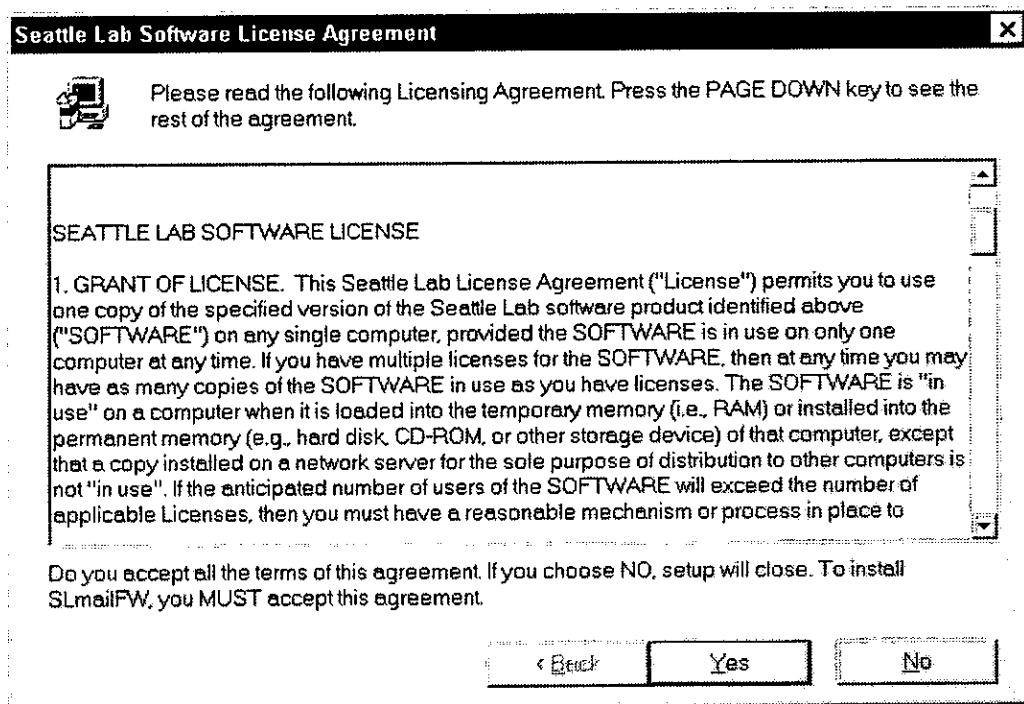 Seattle Lab Software License Agreement
Please read the following Licensing Agreement. Press the PAGE DOWN key to see the
rest of the agreement.
SEATTLE LAB SOFTWARE LICENSE
1. GRANT OF LICENSE.  This Seattle Lab License Agreement ("License") permits you to use
one copy of the specified version of the Seattle Lab software product identified above
("SOFTWARE") on any single computer, provided the SOFTWARE is in use on only one
computer at any time. If you have multiple licenses for the SOFTWARE, then at any time you may
have as many copies of the SOFTWARE in use as you have licenses. The SOFTWARE is "in
use" on a computer when it is loaded into the temporary memory (i.e., RAM) or installed into the
permanent memory (e.g., hard disk, CD-ROM, or other storage device) of that computer, except
that a copy installed on a network server for the sole purpose of distribution to other computers is
not "in use". If the anticipated number of users of the SOFTWARE will exceed the number of
applicable Licenses, then you must have a reasonable mechanism or process in place to
Do you accept all the terms of this agreement. If you choose NO, setup will close. To install
SLmailFW, you MUST accept this agreement.
< Back Yes No